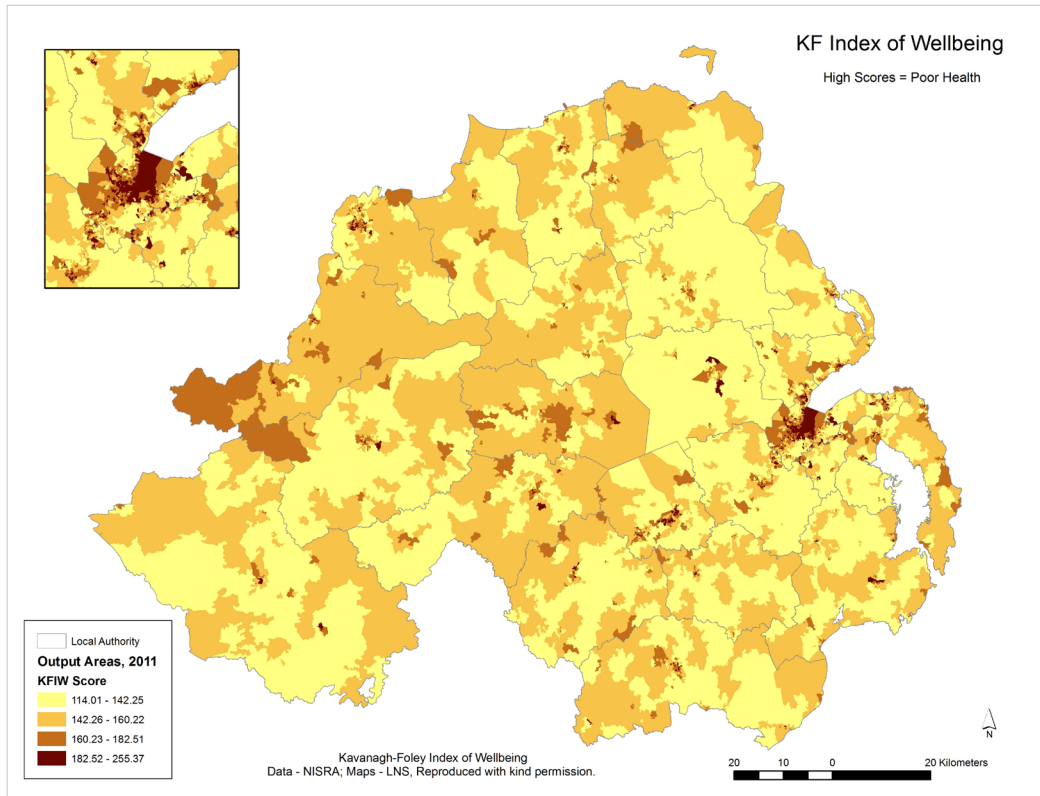 KF Index of Wellbeing
High Scores = Poor Health
Local Authority
Output Areas, 2011
KFIW Score
114.01 - 142.25
142.26 - 160.22
160.23 - 182.51
182.52 - 255.37
Kavanagh-Foley Index of Wellbeing
Data - NISRA; Maps - LNS, Reproduced with kind permission.
N
20 10 0 20 Kilometers